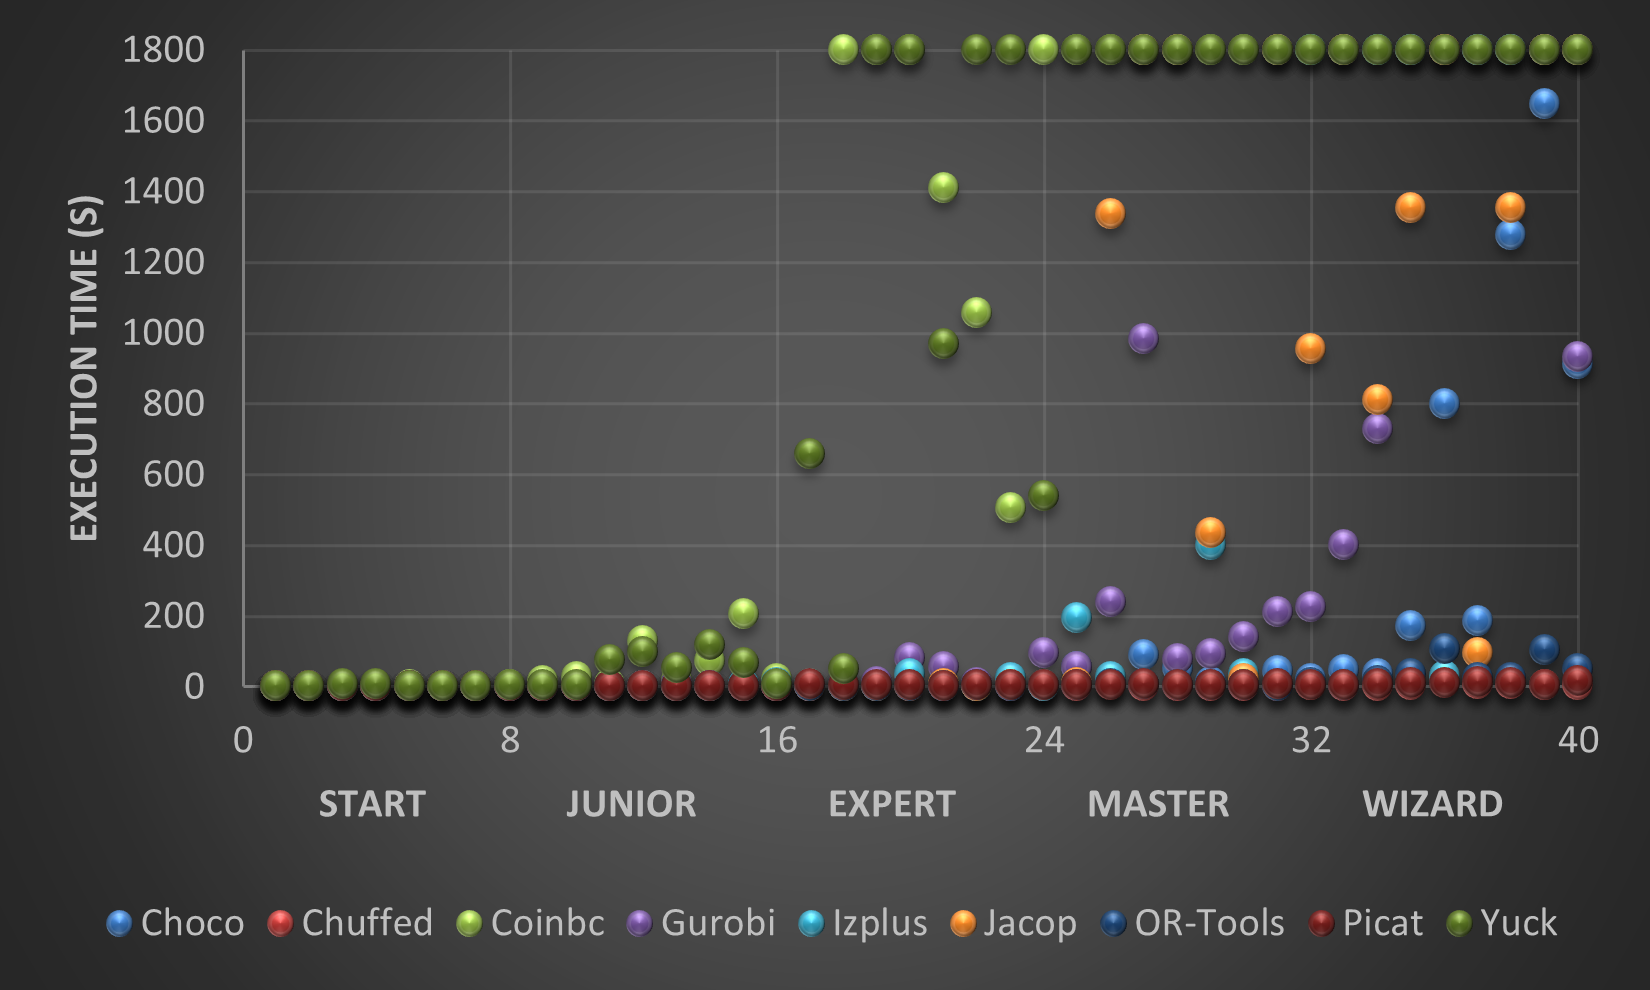 1800
1600
1400
1200
1000
800
600
400
200
0
EXECUTION TIME (S)
0 8 16 24 32 40
START JUNIOR EXPERT MASTER WIZARD
Choco Chuffed Coinbc Gurobi Izplus Jacop OR-Tools Picat Yuck